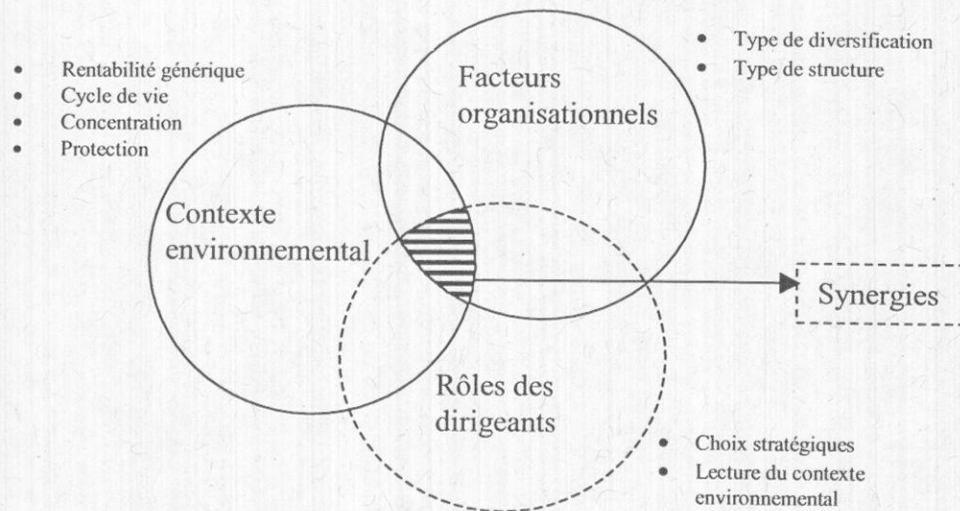 • Rentabilité générique
• Cycle de vie
• Concentration
• Protection
Facteurs
organisationnels
• Type de diversification
• Type de structure
Contexte
environnemental
Synergies
Rôles des
dirigeants
• Choix stratégiques
• Lecture du contexte
environnemental